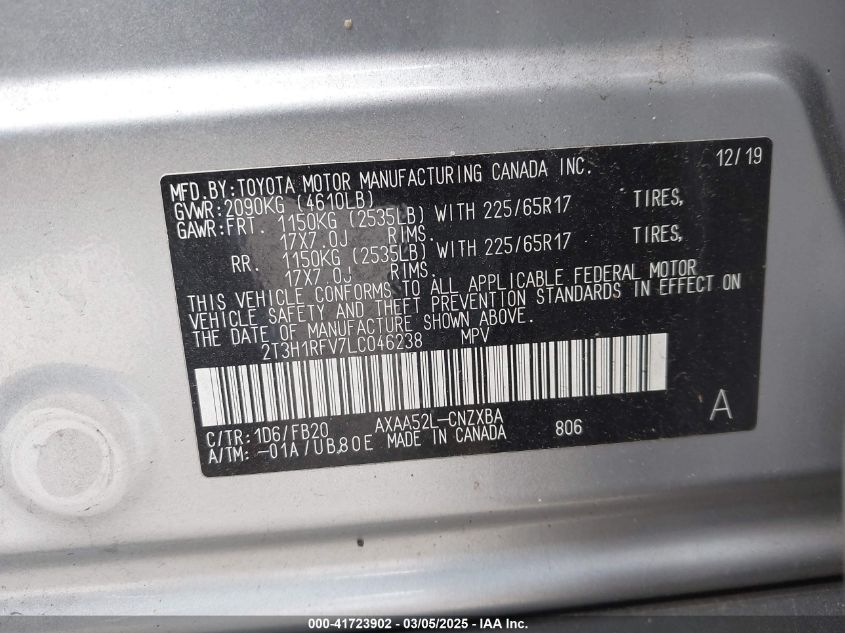 MFD.BY:TOYOTA MOTOR MANUFACTURING CANADA INC. 12/19
GVWR:2090KG (4610LB)
GAWR:FRT. 1150KG (2535LB) WITH 225/65R17 TIRES,
17X7.0J RIMS.
RR. 1150KG (2535LB) WITH 225/65R17 TIRES,
17X7.0J RIMS.
THIS VEHICLE CONFORMS TO ALL APPLICABLE FEDERAL MOTOR
VEHICLE SAFETY AND THEFT PREVENTION STANDARDS IN EFFECT ON
THE DATE OF MANUFACTURE SHOWN ABOVE.
2T3H1RFV7LC046238 MPV
C/TR:1D6/FB20 AXAA52L-CNZXBA A
A/TM:-01A/UB80E MADE IN CANADA 806
000-41723902 — 03/05/2025 - IAA Inc.